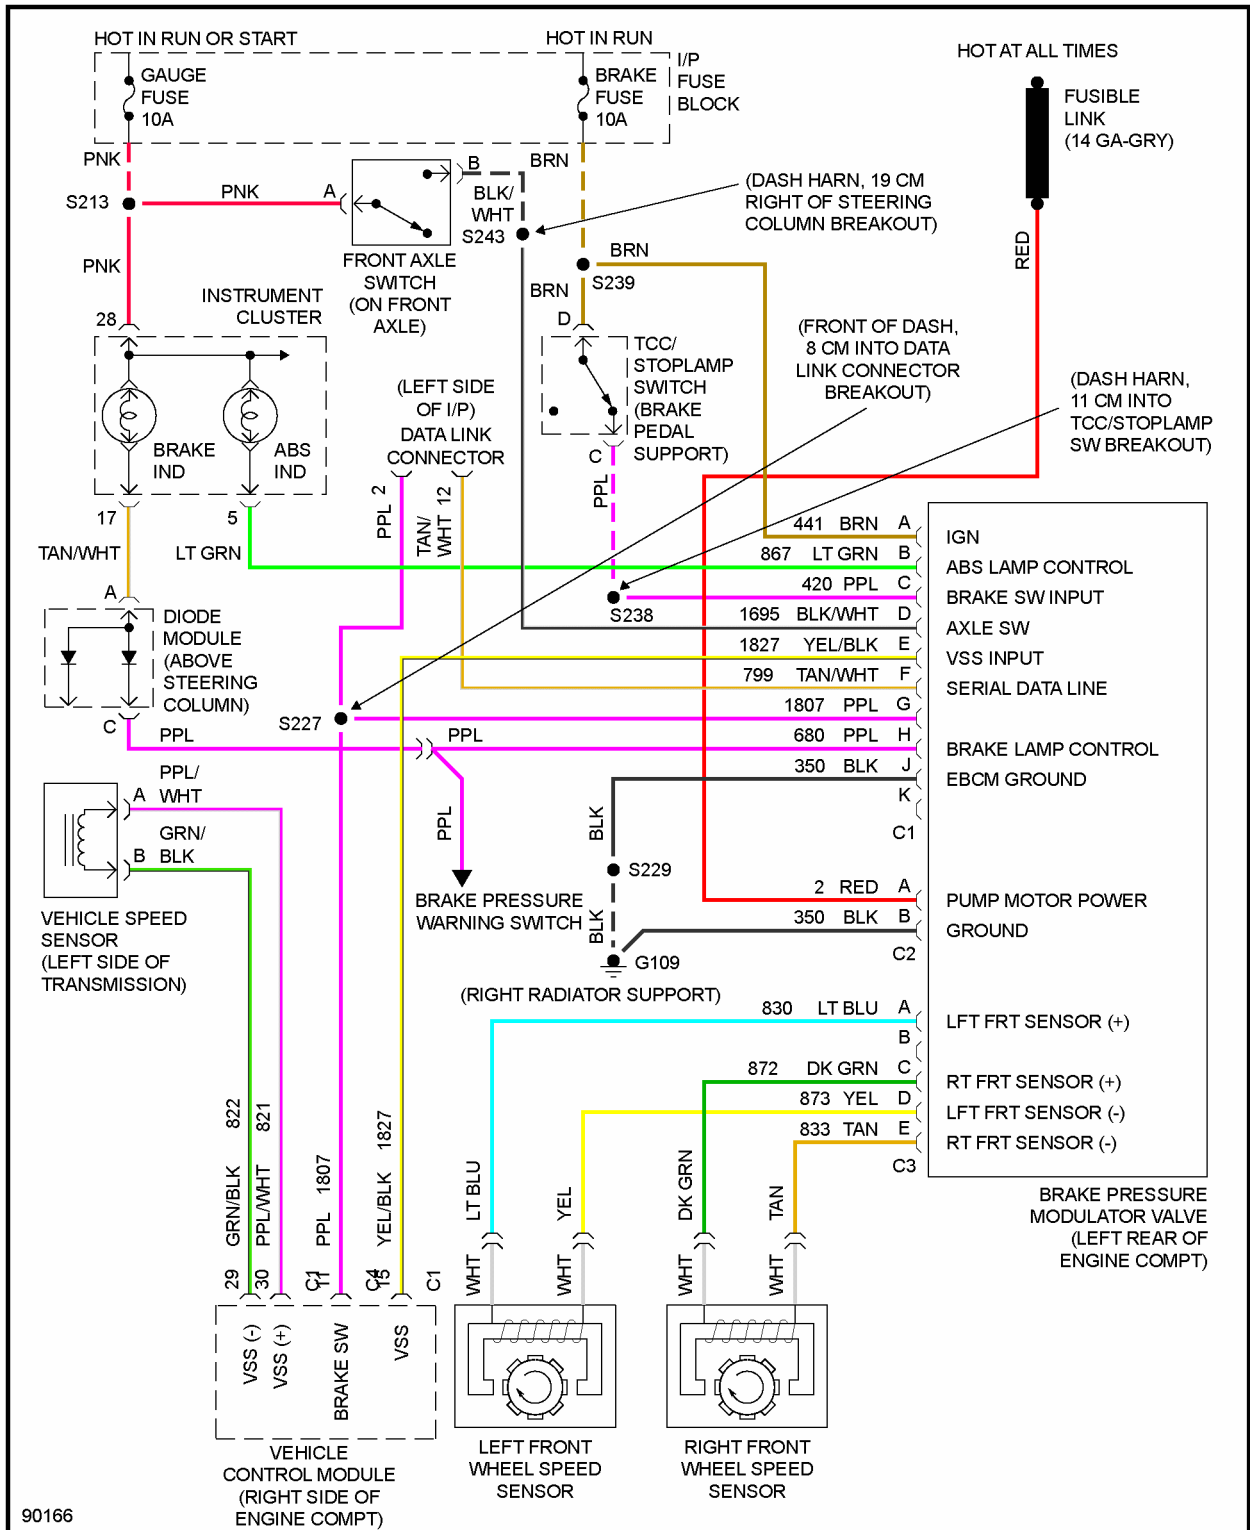 HOT IN RUN OR START
HOT IN RUN
HOT AT ALL TIMES
GAUGE
FUSE
10A
BRAKE
FUSE
10A
I/P
FUSE
BLOCK
FUSIBLE
LINK
(14 GA-GRY)
PNK
BRN
PNK
A
B
BLK/
WHT
S213
S243
(DASH HARN, 19 CM
RIGHT OF STEERING
COLUMN BREAKOUT)
RED
FRONT AXLE
SWITCH
(ON FRONT
AXLE)
BRN
S239
PNK
BRN
INSTRUMENT
CLUSTER
28
D
TCC/
STOPLAMP
SWITCH
(BRAKE
PEDAL
SUPPORT)
(FRONT OF DASH,
8 CM INTO DATA
LINK CONNECTOR
BREAKOUT)
(DASH HARN,
11 CM INTO
TCC/STOPLAMP
SW BREAKOUT)
(LEFT SIDE
OF I/P)
DATA LINK
CONNECTOR
BRAKE
IND
ABS
IND
C
PPL
PPL 2
TAN/
WHT 12
17
5
TAN/WHT
LT GRN
441 BRN A
IGN
867 LT GRN B
ABS LAMP CONTROL
420 PPL C
BRAKE SW INPUT
S238
1695 BLK/WHT D
AXLE SW
1827 YEL/BLK E
VSS INPUT
799 TAN/WHT F
SERIAL DATA LINE
1807 PPL G
680 PPL H
BRAKE LAMP CONTROL
350 BLK J
EBCM GROUND
K
C1
A
DIODE
MODULE
(ABOVE
STEERING
COLUMN)
C
S227
PPL
PPL
PPL
BLK
PPL/
WHT
A
GRN/
BLK
B
S229
BLK
BRAKE PRESSURE
WARNING SWITCH
2 RED A
PUMP MOTOR POWER
350 BLK B
GROUND
C2
VEHICLE SPEED
SENSOR
(LEFT SIDE OF
TRANSMISSION)
G109
(RIGHT RADIATOR SUPPORT)
830 LT BLU A
LFT FRT SENSOR (+)
B
872 DK GRN C
RT FRT SENSOR (+)
873 YEL D
LFT FRT SENSOR (-)
833 TAN E
RT FRT SENSOR (-)
C3
BRAKE PRESSURE
MODULATOR VALVE
(LEFT REAR OF
ENGINE COMPT)
GRN/BLK 822
PPL/WHT 821
PPL 1807
YEL/BLK 1827
LT BLU
YEL
DK GRN
TAN
29
30
C1
11
C4
15
C1
WHT
WHT
WHT
WHT
VSS (-)
VSS (+)
BRAKE SW
VSS
VEHICLE
CONTROL MODULE
(RIGHT SIDE OF
ENGINE COMPT)
LEFT FRONT
WHEEL SPEED
SENSOR
RIGHT FRONT
WHEEL SPEED
SENSOR
90166